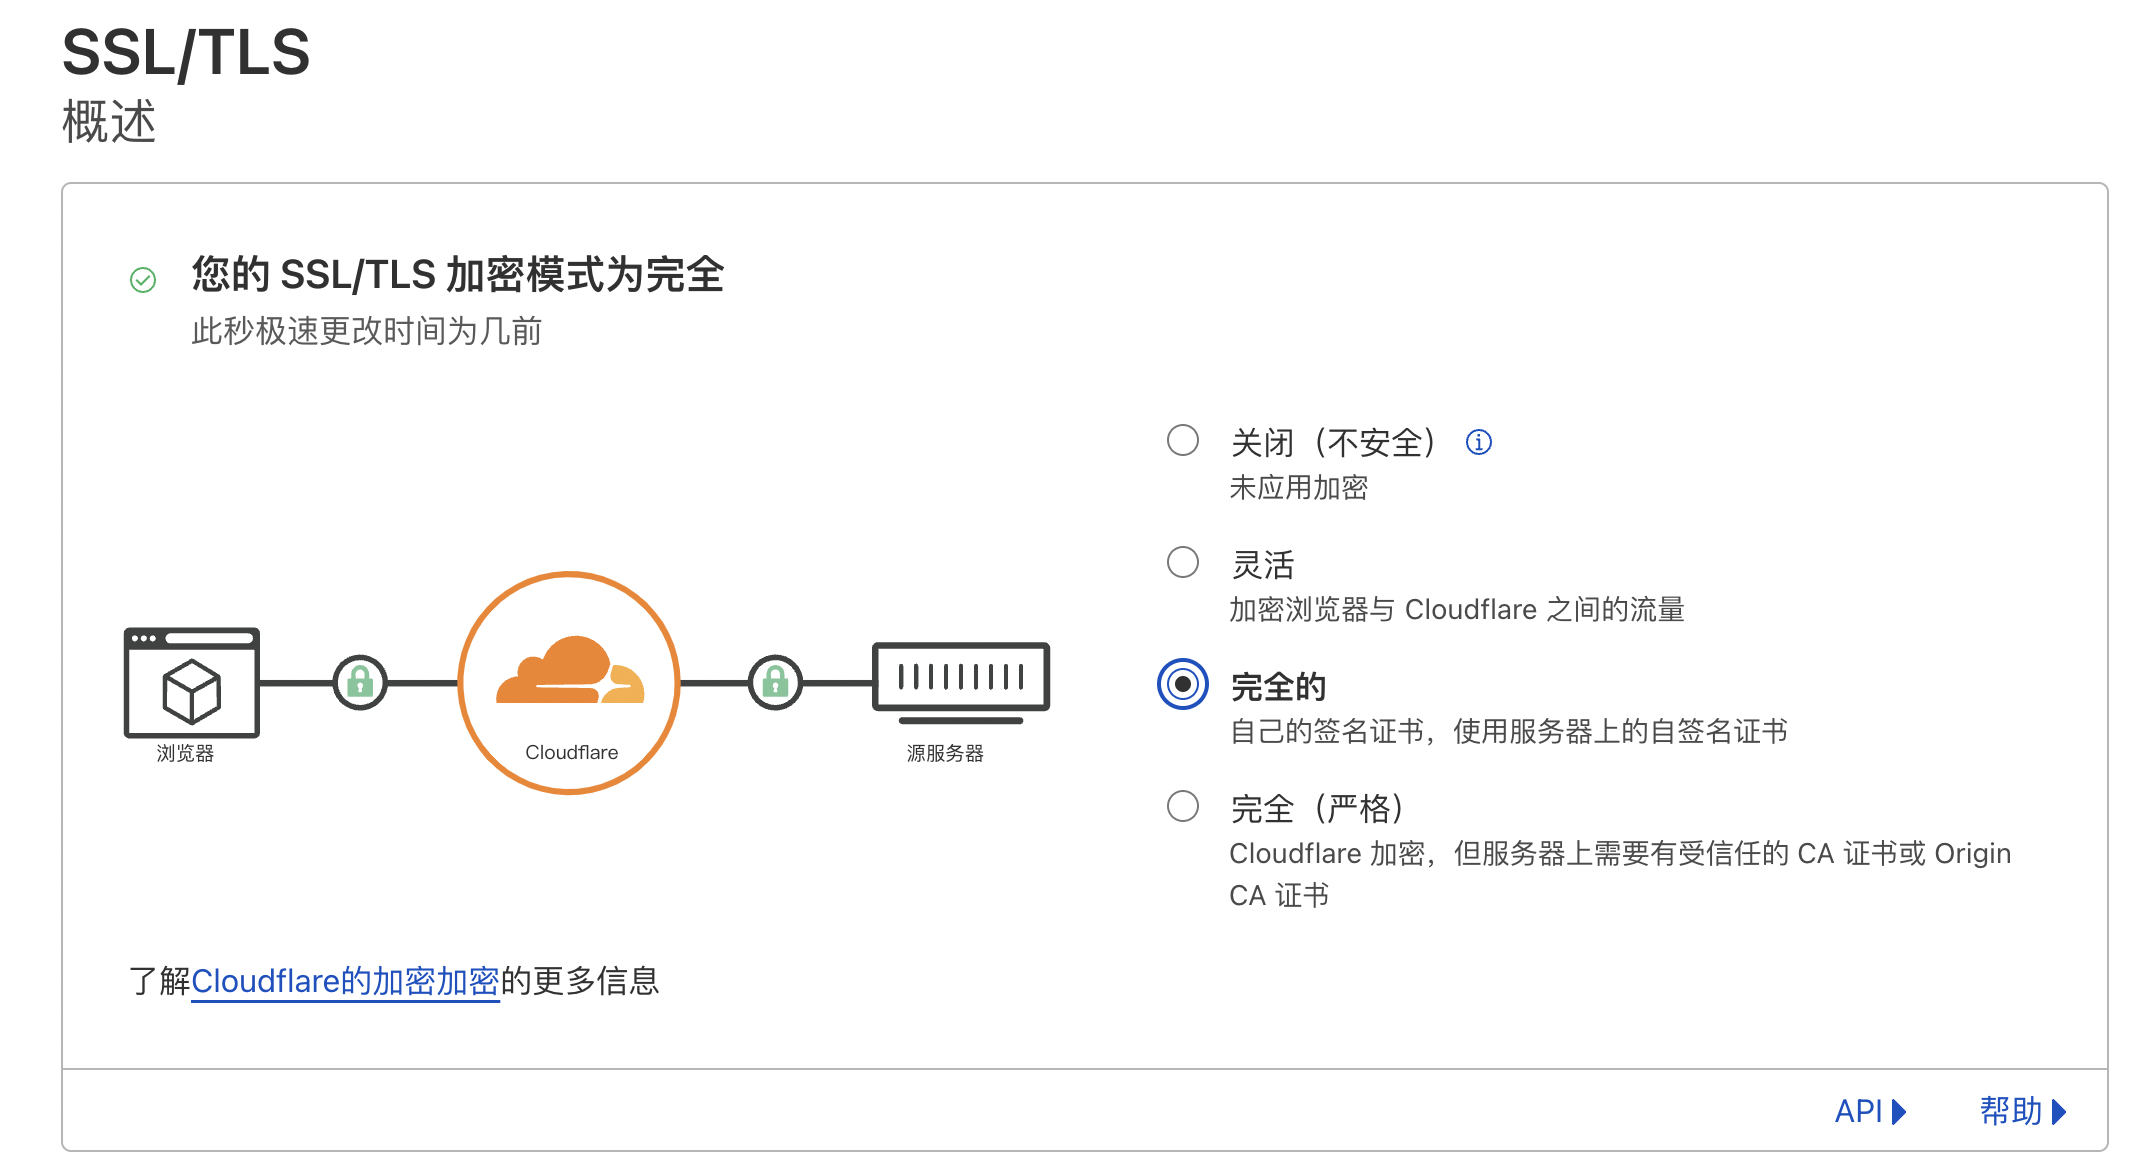 SSL/TLS
概述
您的 SSL/TLS 加密模式为完全
此秒极速更改时间为几前
关闭（不安全）
未应用加密
灵活
加密浏览器与 Cloudflare 之间的流量
完全的
自己的签名证书，使用服务器上的自签名证书
完全（严格）
Cloudflare 加密，但服务器上需要有受信任的 CA 证书或 Origin
CA 证书
浏览器
Cloudflare
源服务器
了解Cloudflare的加密加密的更多信息
API
帮助